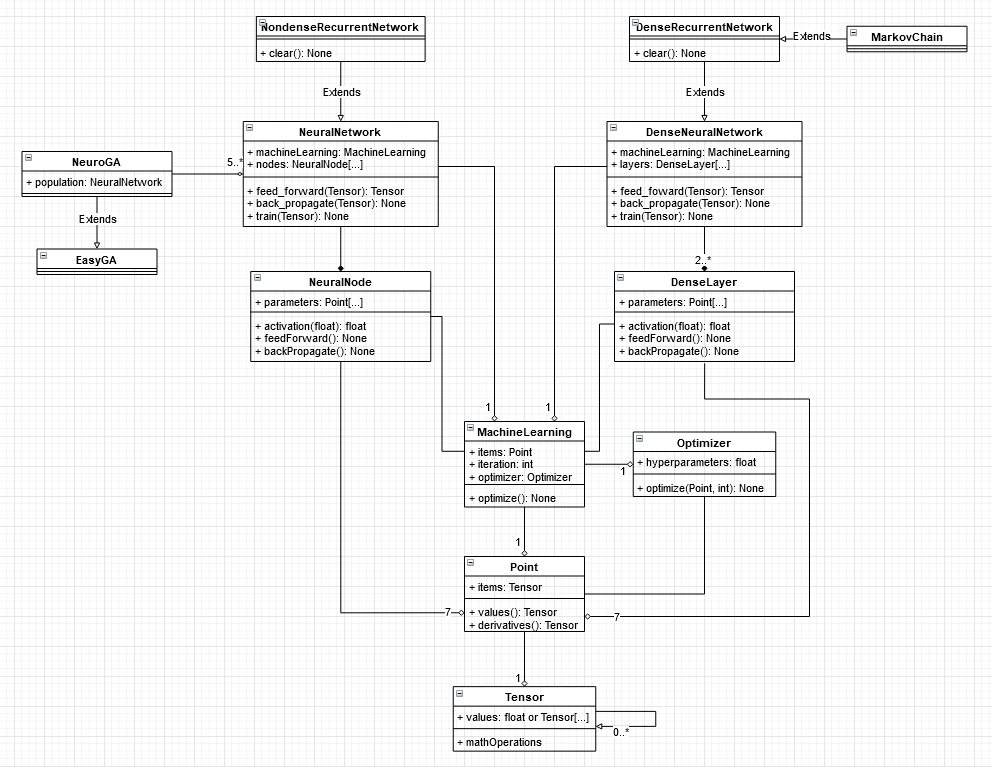 NondenseRecurrentNetwork
+ clear(): None
Extends
DenseRecurrentNetwork
+ clear(): None
Extends
MarkovChain
Extends
NeuralNetwork
+ machineLearning: MachineLearning
+ nodes: NeuralNode[...]
+ feed_forward(Tensor): Tensor
+ back_propagate(Tensor): None
+ train(Tensor): None
DenseNeuralNetwork
+ machineLearning: MachineLearning
+ layers: DenseLayer[...]
+ feed_foward(Tensor): Tensor
+ back_propagate(Tensor): None
+ train(Tensor): None
NeuroGA
+ population: NeuralNetwork
5..*
Extends
EasyGA
2..*
NeuralNode
+ parameters: Point[...]
+ activation(float): float
+ feedForward(): None
+ backPropagate(): None
DenseLayer
+ parameters: Point[...]
+ activation(float): float
+ feedForward(): None
+ backPropagate(): None
1
1
MachineLearning
+ items: Point
+ iteration: int
+ optimizer: Optimizer
+ optimize(): None
1
Optimizer
+ hyperparameters: float
+ optimize(Point, int): None
1
Point
+ items: Tensor
+ values(): Tensor
+ derivatives(): Tensor
7
7
1
Tensor
+ values: float or Tensor[...]
+ mathOperations
0..*